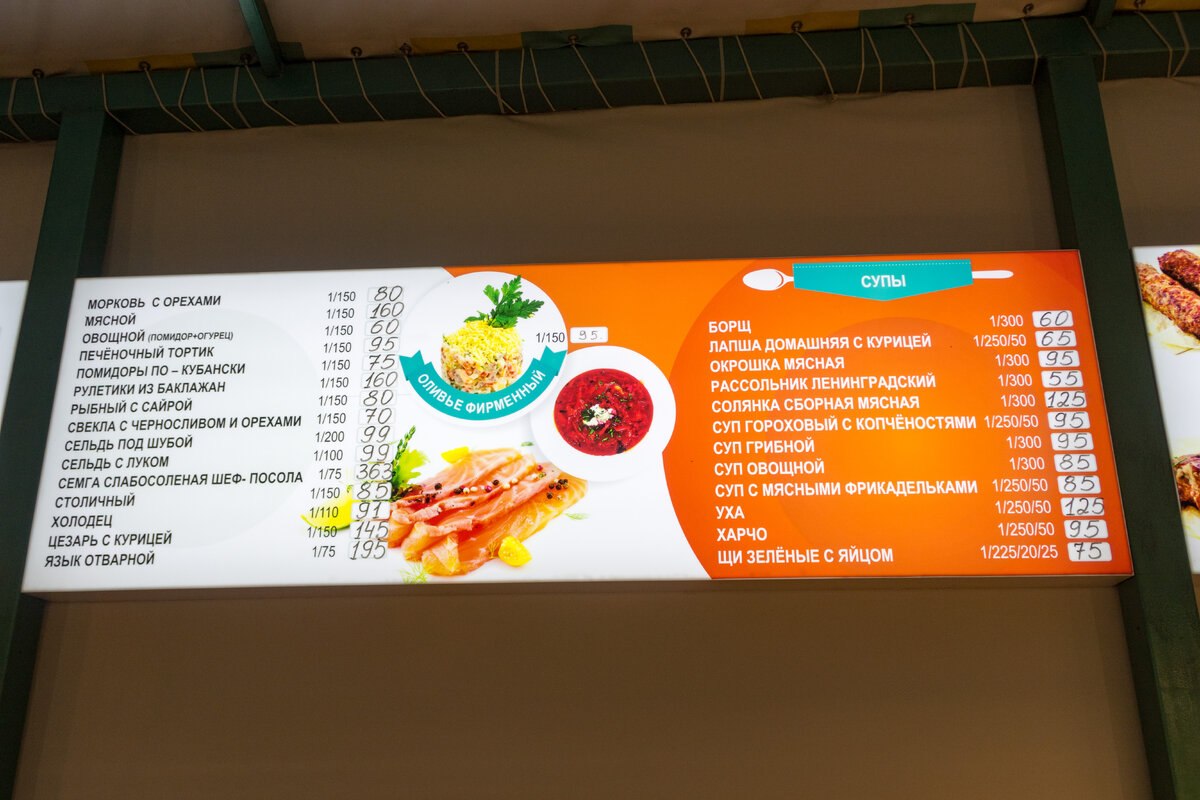 МОРКОВЬ С ОРЕХАМИ 1/150 80
МЯСНОЙ 1/150 160
ОВОЩНОЙ (ПОМИДОР+ОГУРЕЦ) 1/150 60
ПЕЧЁНОЧНЫЙ ТОРТИК 1/150 95
ПОМИДОРЫ ПО – КУБАНСКИ 1/150 75
РУЛЕТИКИ ИЗ БАКЛАЖАН 1/150 160
РЫБНЫЙ С САЙРОЙ 1/150 80
СВЕКЛА С ЧЕРНОСЛИВОМ И ОРЕХАМИ 1/150 70
СЕЛЬДЬ ПОД ШУБОЙ 1/200 99
СЕЛЬДЬ С ЛУКОМ 1/100 99
СЕМГА СЛАБОСОЛЕНАЯ ШЕФ- ПОСОЛА 1/75 363
СТОЛИЧНЫЙ 1/150 85
ХОЛОДЕЦ 1/110 91
ЦЕЗАРЬ С КУРИЦЕЙ 1/150 145
ЯЗЫК ОТВАРНОЙ 1/75 195
1/150 95
ОЛИВЬЕ ФИРМЕННЫЙ
СУПЫ
БОРЩ 1/300 60
ЛАПША ДОМАШНЯЯ С КУРИЦЕЙ 1/250/50 65
ОКРОШКА МЯСНАЯ 1/300 95
РАССОЛЬНИК ЛЕНИНГРАДСКИЙ 1/300 55
СОЛЯНКА СБОРНАЯ МЯСНАЯ 1/300 125
СУП ГОРОХОВЫЙ С КОПЧЁНОСТЯМИ 1/250/50 95
СУП ГРИБНОЙ 1/300 95
СУП ОВОЩНОЙ 1/300 85
СУП С МЯСНЫМИ ФРИКАДЕЛЬКАМИ 1/250/50 85
УХА 1/250/50 125
ХАРЧО 1/250/50 95
ЩИ ЗЕЛЁНЫЕ С ЯЙЦОМ 1/225/20/25 75